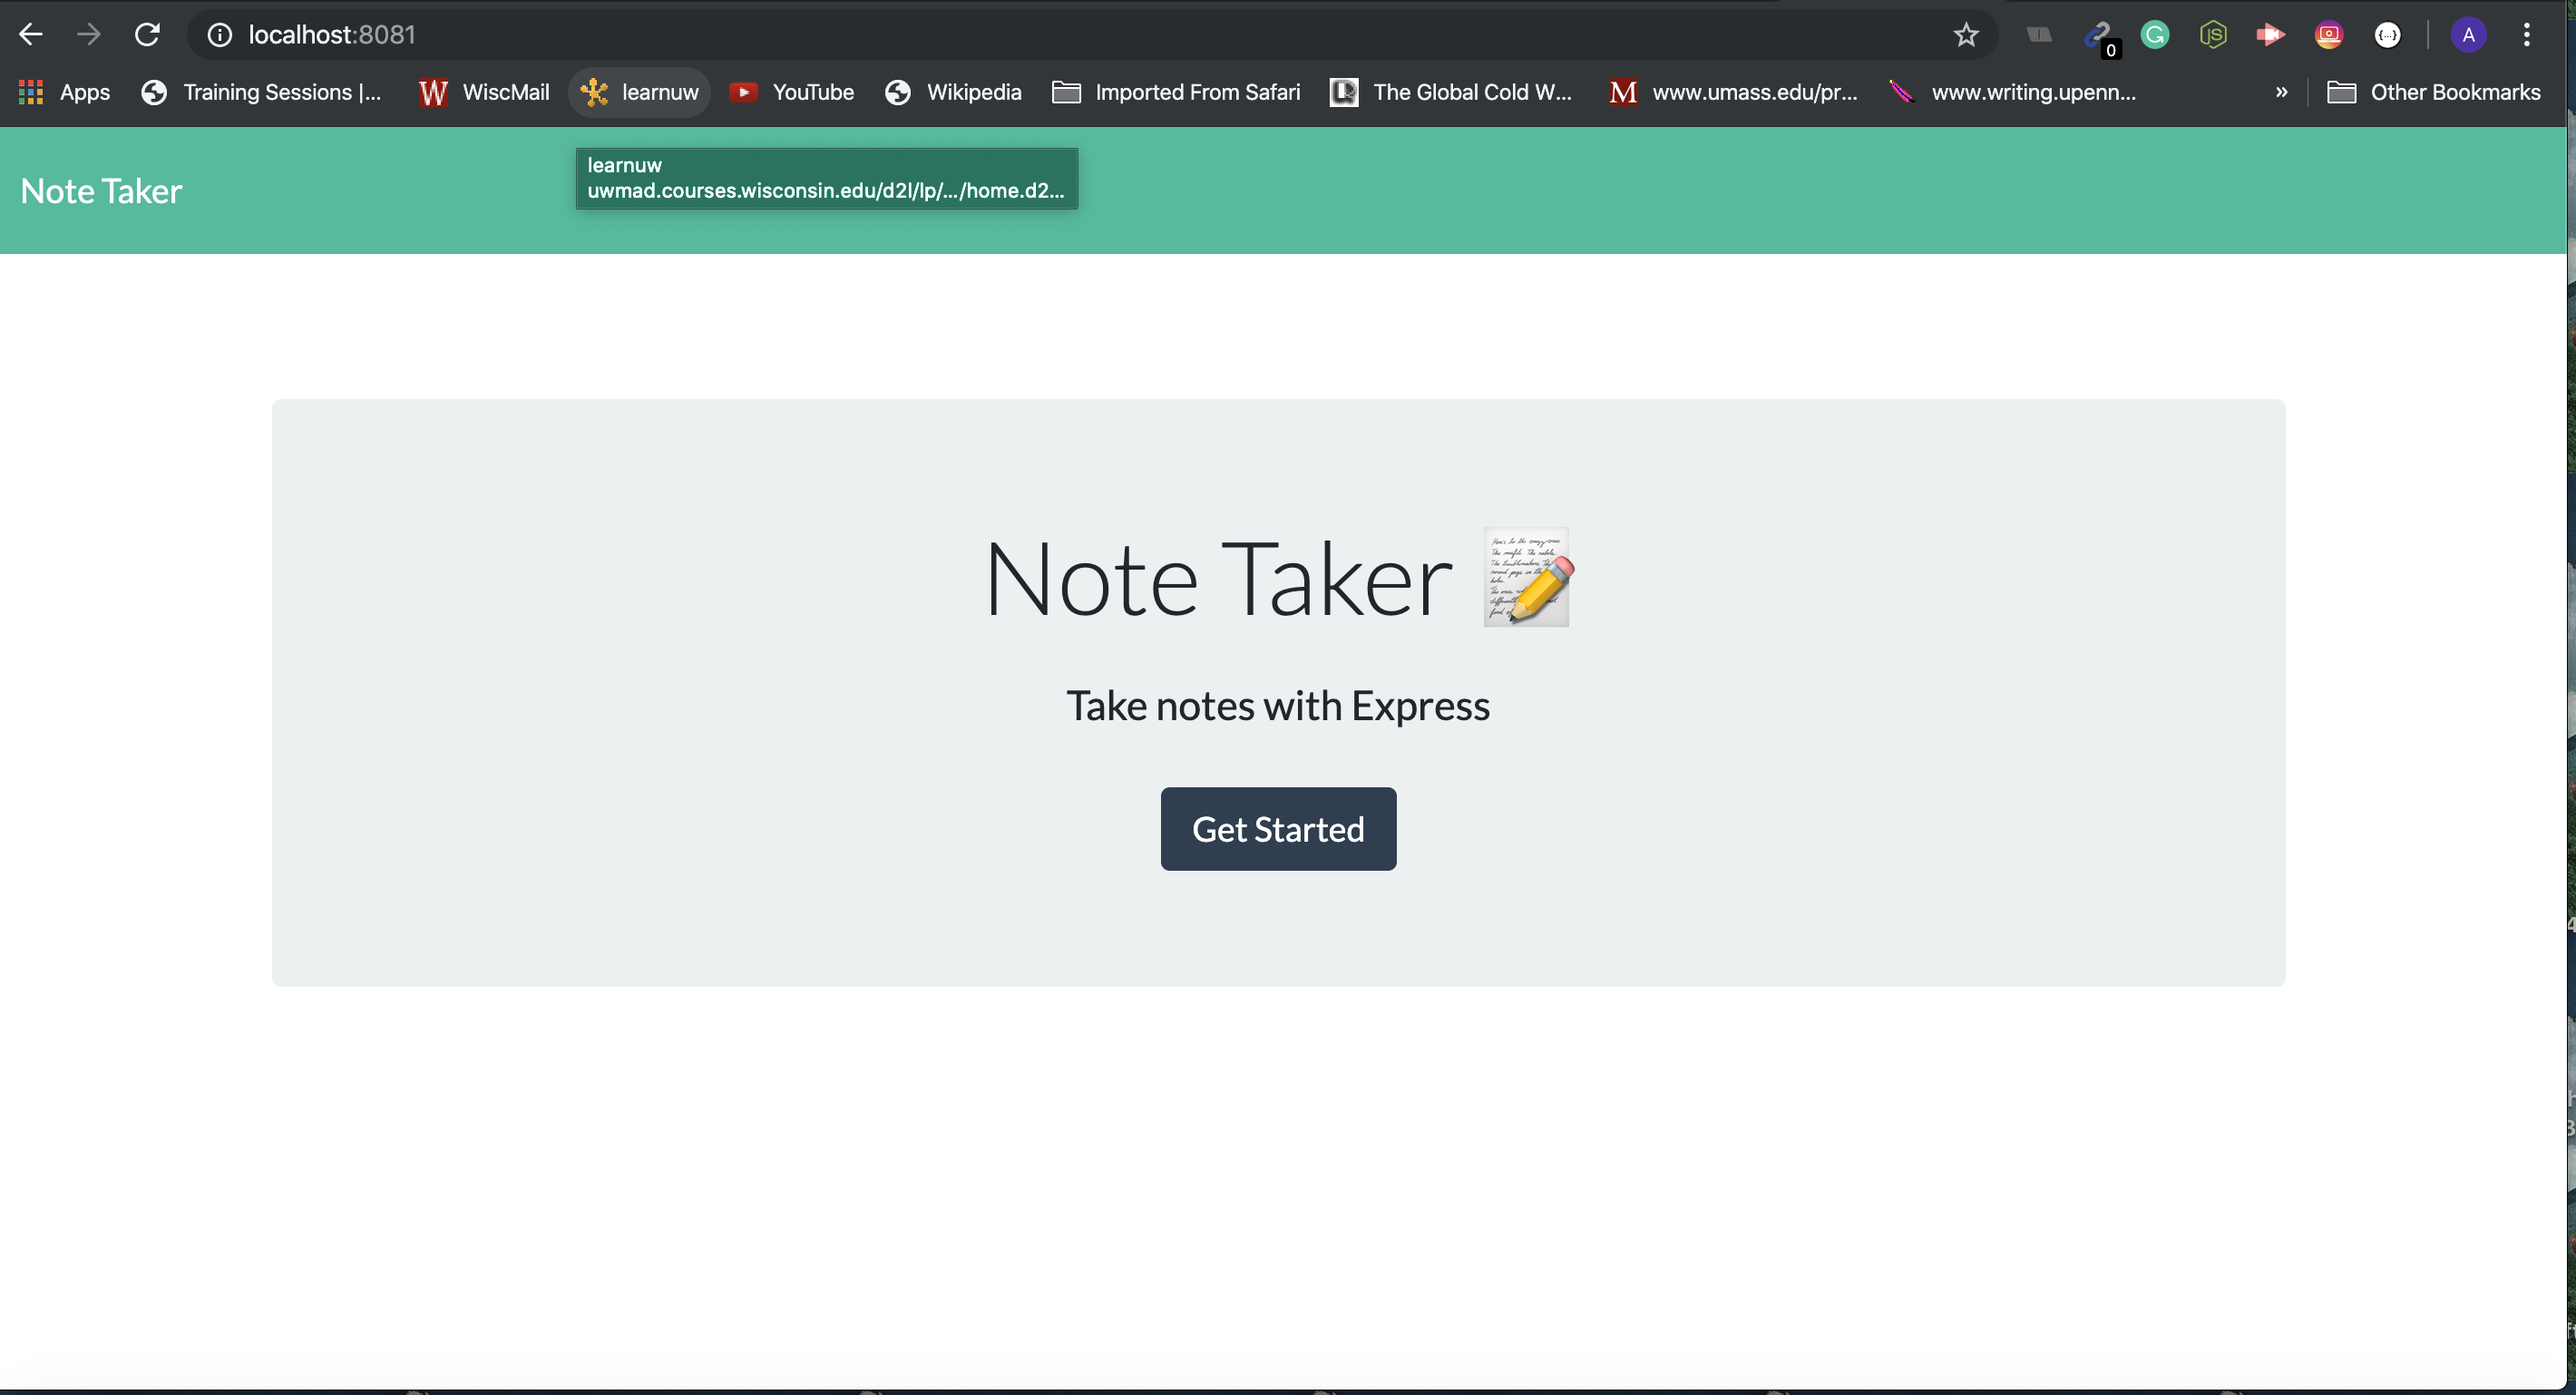 localhost:8081
0
A
Apps
Training Sessions |...
W
WiscMail
learnuw
YouTube
Wikipedia
Imported From Safari
The Global Cold W...
M
www.umass.edu/pr...
www.writing.upenn...
»
Other Bookmarks
learnuw
uwmad.courses.wisconsin.edu/d2l/lp/.../home.d2...
Note Taker
Note Taker
Take notes with Express
Get Started